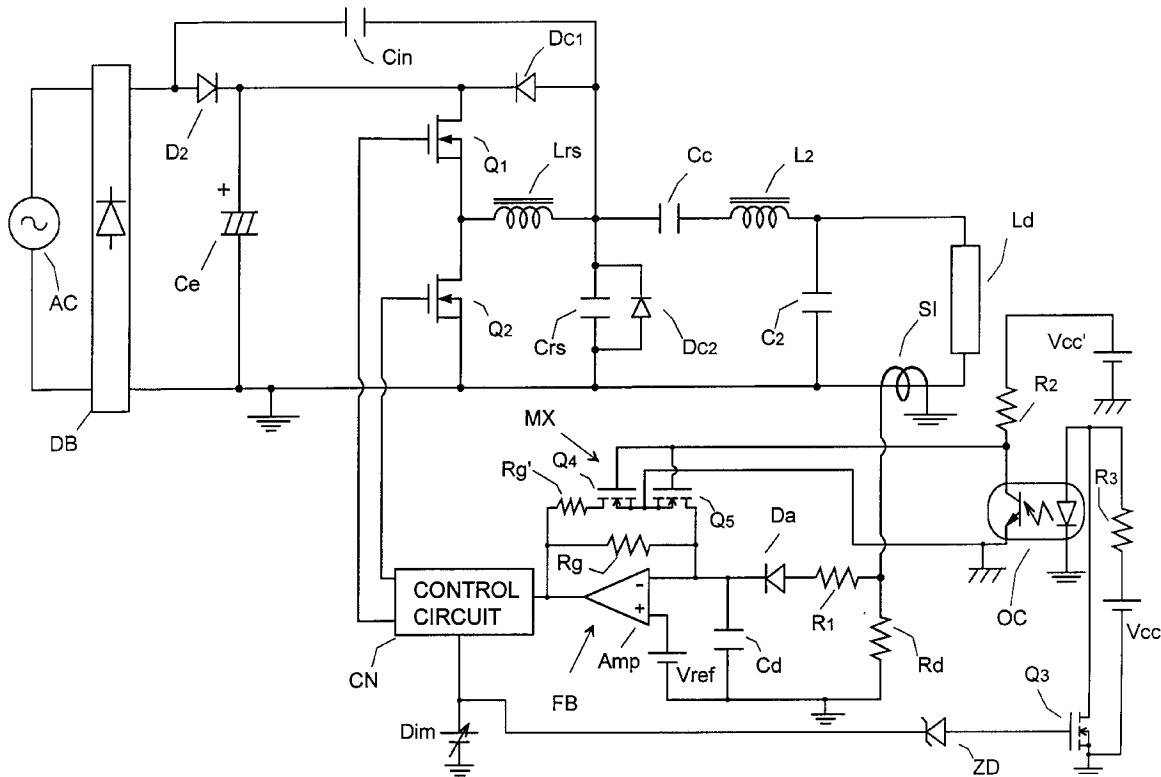 Cin
Dc1
D2
Q1
Lrs
Cc
L2
Ld
AC
Ce
+
Q2
Crs
Dc2
C2
SI
Vcc'
R2
DB
MX
Rg'
Q4
Q5
R3
Rg
Da
CONTROL
CIRCUIT
-
+
R1
OC
Vcc
Amp
Cd
Rd
CN
Vref
FB
Q3
Dim
ZD